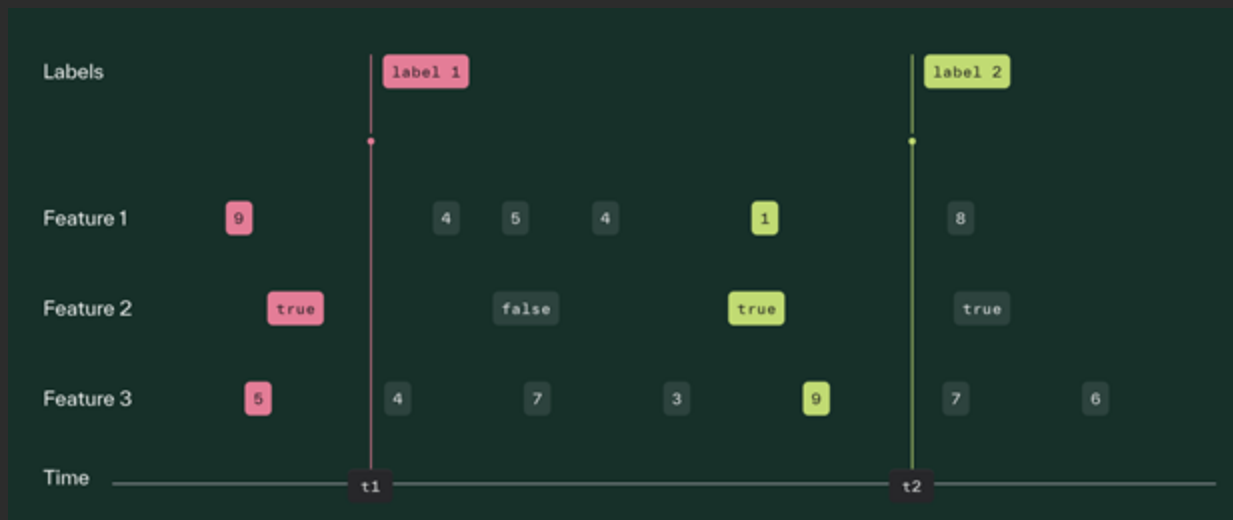 Labels label 1 label 2
Feature 1 9 4 5 4 1 8
Feature 2 true false true true
Feature 3 5 4 7 3 9 7 6
Time t1 t2